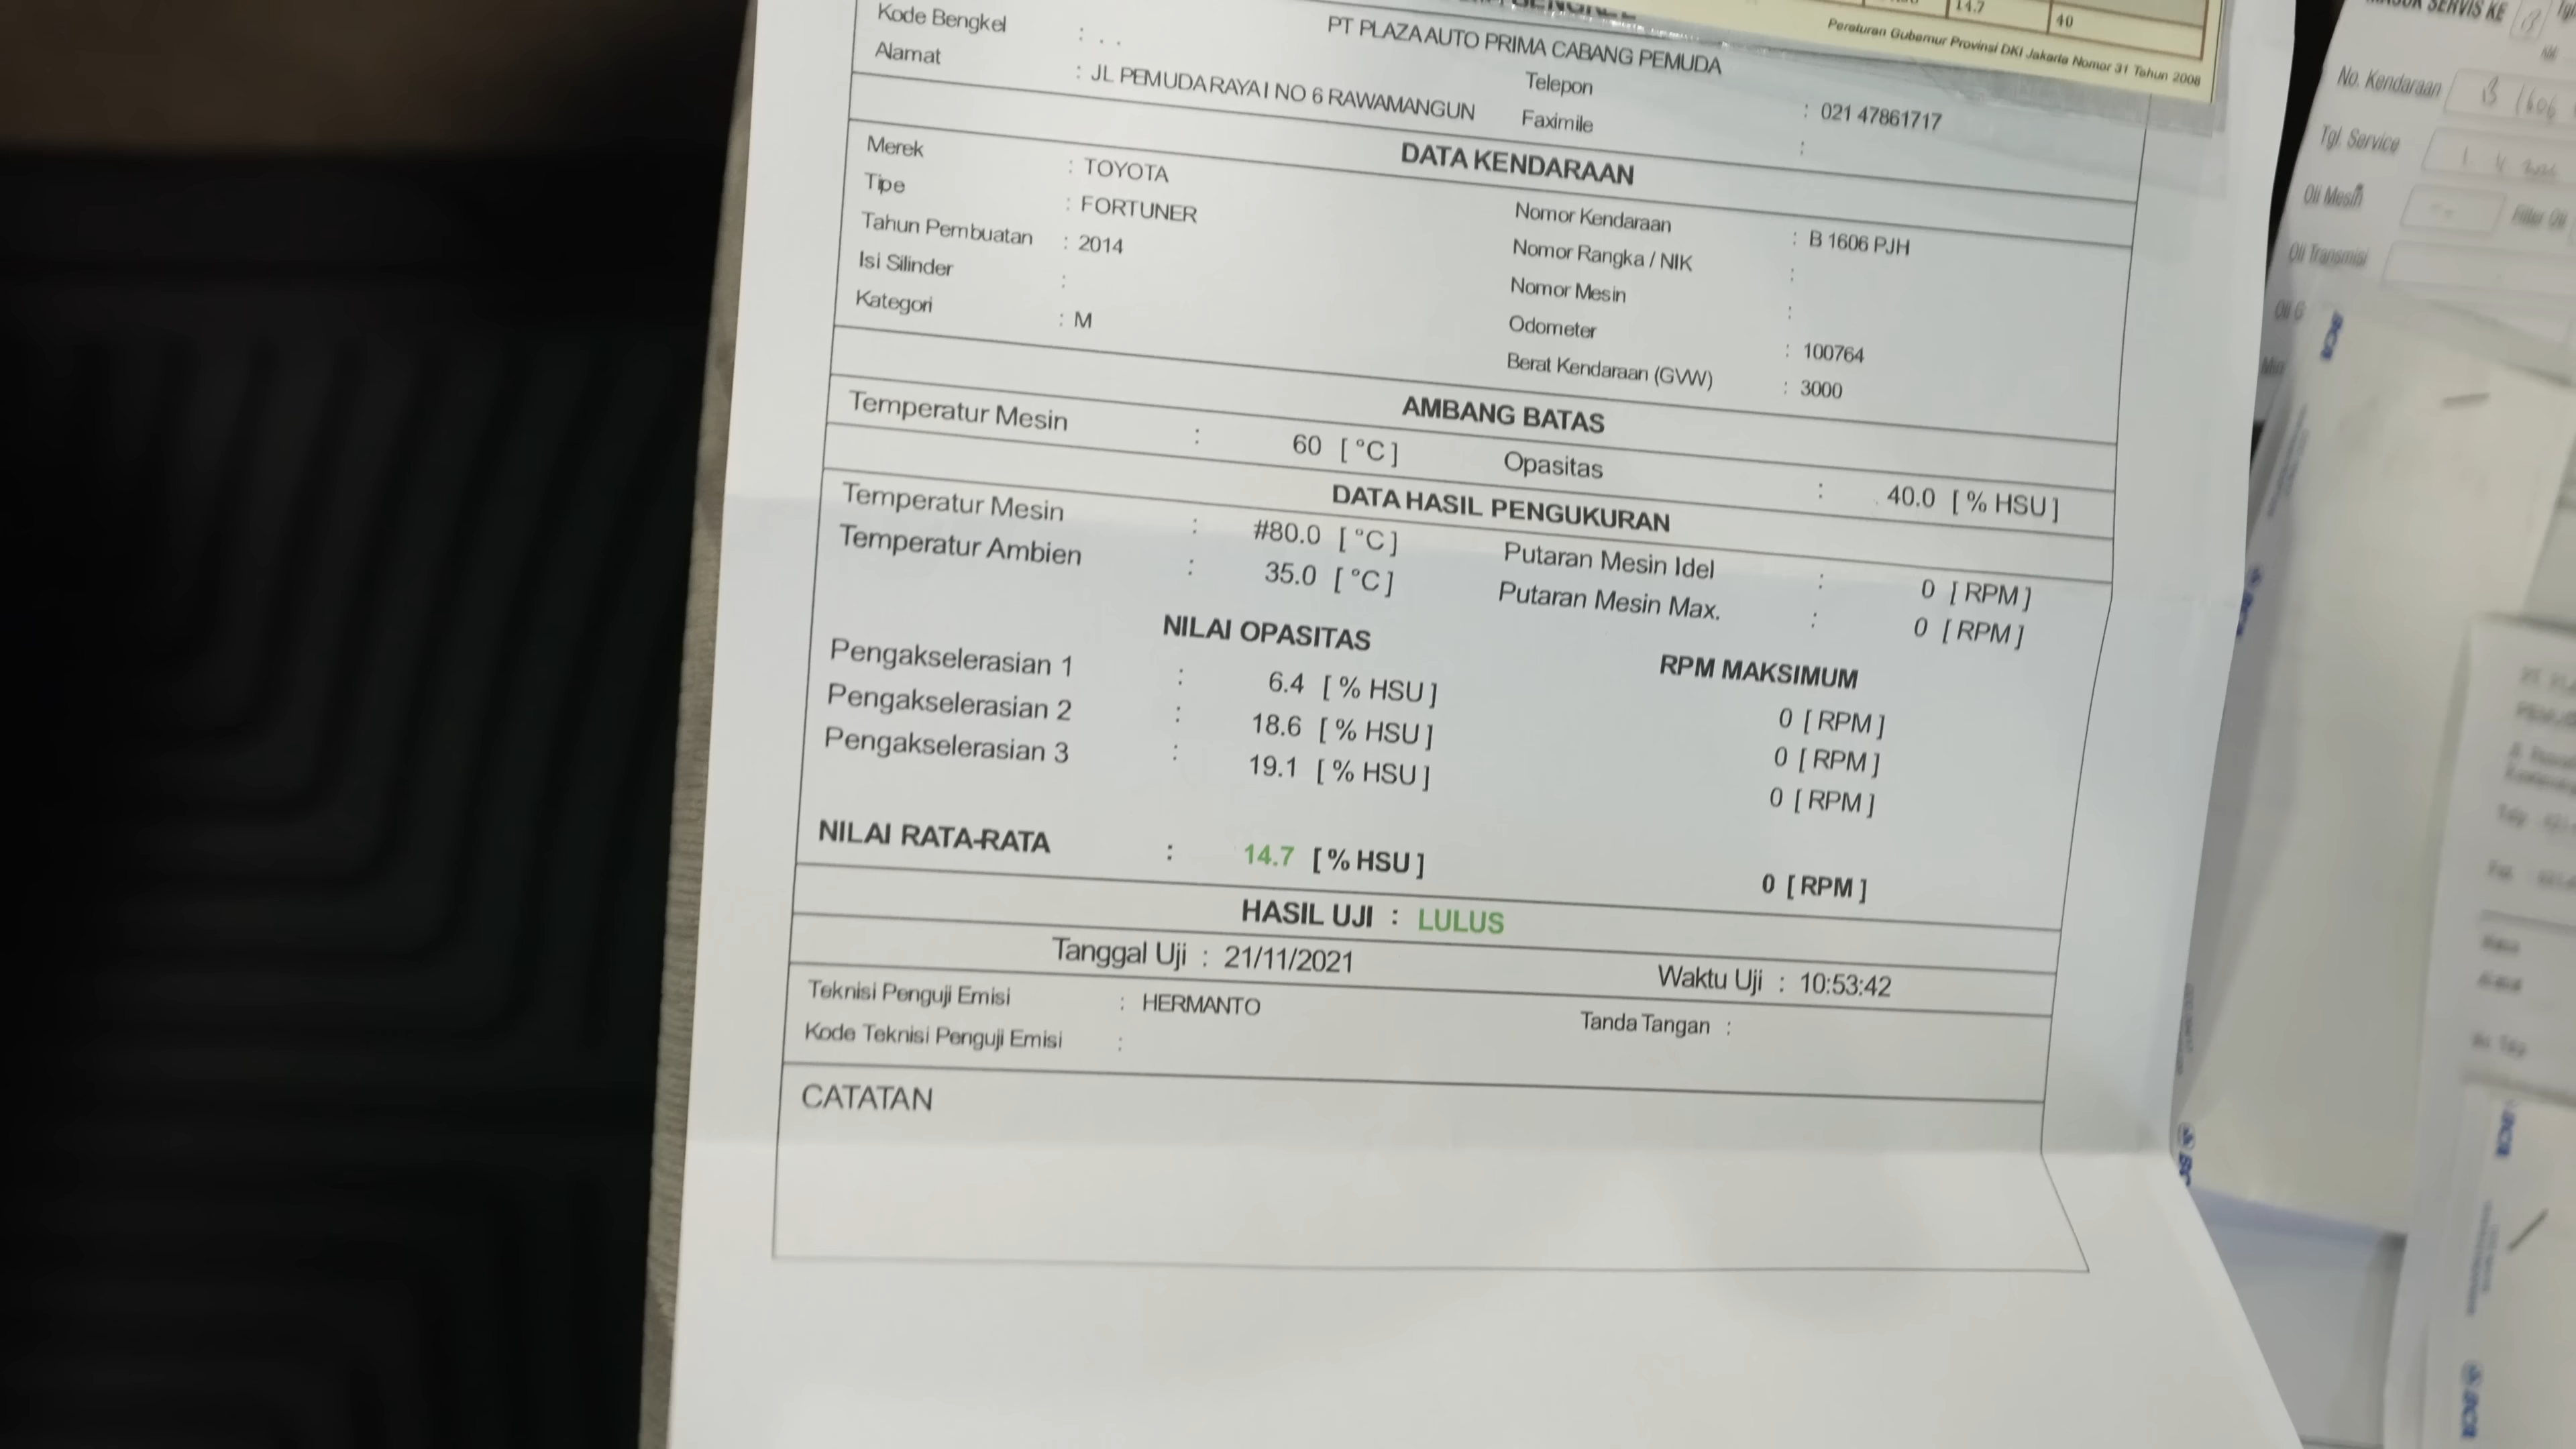 14.7 40
Peraturan Gubernur Provinsi DKI Jakarta Nomor 31 Tahun 2008
Kode Bengkel : . .
PT PLAZA AUTO PRIMA CABANG PEMUDA
Alamat : JL PEMUDA RAYA I NO 6 RAWAMANGUN
Telepon : 021 47861717
Faximile :
DATA KENDARAAN
Merek : TOYOTA
Tipe : FORTUNER
Tahun Pembuatan : 2014
Isi Silinder :
Kategori : M
Nomor Kendaraan : B 1606 PJH
Nomor Rangka / NIK :
Nomor Mesin :
Odometer : 100764
Berat Kendaraan (GVW) : 3000
AMBANG BATAS
Temperatur Mesin : 60 [ °C ] Opasitas : 40.0 [ % HSU ]
DATA HASIL PENGUKURAN
Temperatur Mesin : #80.0 [ °C ] Putaran Mesin Idel : 0 [ RPM ]
Temperatur Ambien : 35.0 [ °C ] Putaran Mesin Max. : 0 [ RPM ]
NILAI OPASITAS RPM MAKSIMUM
Pengakselerasian 1 : 6.4 [ % HSU ] 0 [ RPM ]
Pengakselerasian 2 : 18.6 [ % HSU ] 0 [ RPM ]
Pengakselerasian 3 : 19.1 [ % HSU ] 0 [ RPM ]
NILAI RATA-RATA : 14.7 [ % HSU ] 0 [ RPM ]
HASIL UJI : LULUS
Tanggal Uji : 21/11/2021 Waktu Uji : 10:53:42
Teknisi Penguji Emisi : HERMANTO Tanda Tangan :
Kode Teknisi Penguji Emisi :
CATATAN
SERVIS KE
No. Kendaraan B 1606
Tgl. Service
Oli Mesin
Oli Transmisi
BCA